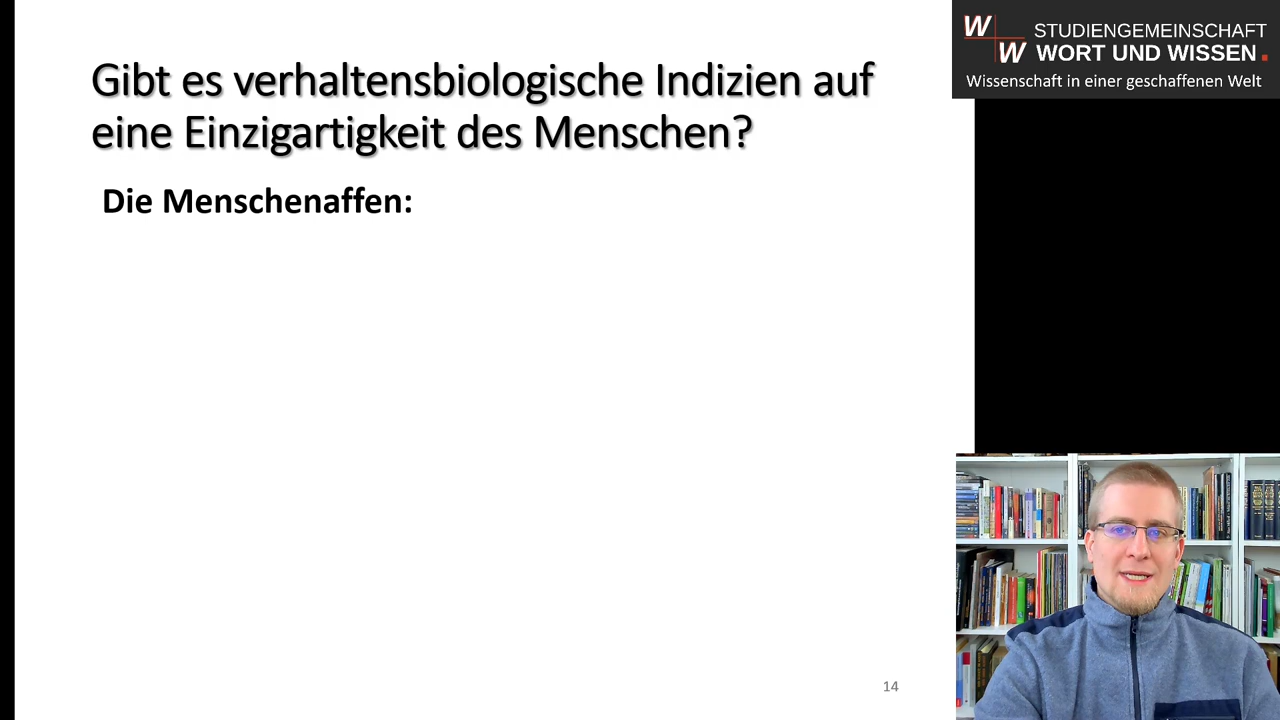 W
W
STUDIENGEMEINSCHAFT
WORT UND WISSEN.
Wissenschaft in einer geschaffenen Welt
Gibt es verhaltensbiologische Indizien auf
eine Einzigartigkeit des Menschen?
Die Menschenaffen:
14